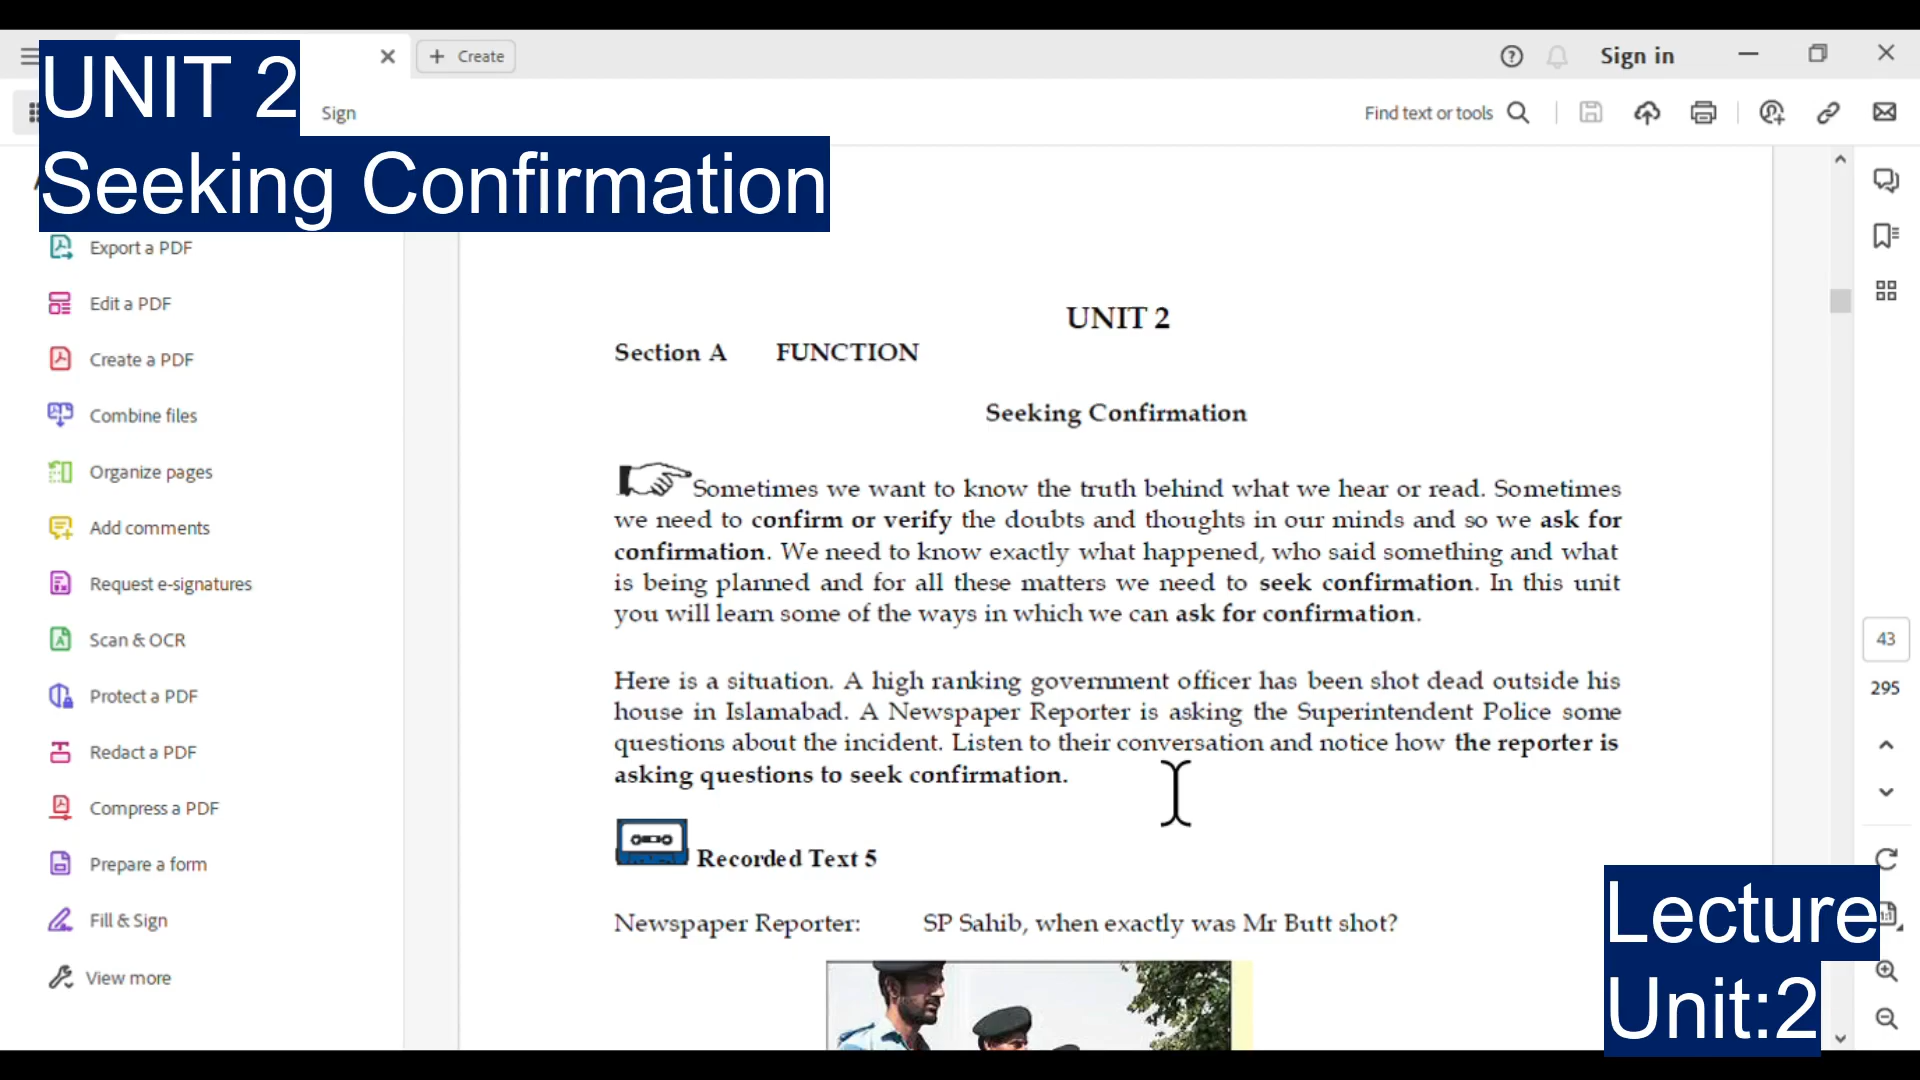 UNIT 2
Seeking Confirmation
Create
Sign in
Sign
Find text or tools
Export a PDF
Edit a PDF
Create a PDF
Combine files
Organize pages
Add comments
Request e-signatures
Scan & OCR
Protect a PDF
Redact a PDF
Compress a PDF
Prepare a form
Fill & Sign
View more
UNIT 2
Section A FUNCTION
Seeking Confirmation
Sometimes we want to know the truth behind what we hear or read. Sometimes
we need to confirm or verify the doubts and thoughts in our minds and so we ask for
confirmation. We need to know exactly what happened, who said something and what
is being planned and for all these matters we need to seek confirmation. In this unit
you will learn some of the ways in which we can ask for confirmation.
Here is a situation. A high ranking government officer has been shot dead outside his
house in Islamabad. A Newspaper Reporter is asking the Superintendent Police some
questions about the incident. Listen to their conversation and notice how the reporter is
asking questions to seek confirmation.
Recorded Text 5
Newspaper Reporter: SP Sahib, when exactly was Mr Butt shot?
43
295
Lecture
Unit:2